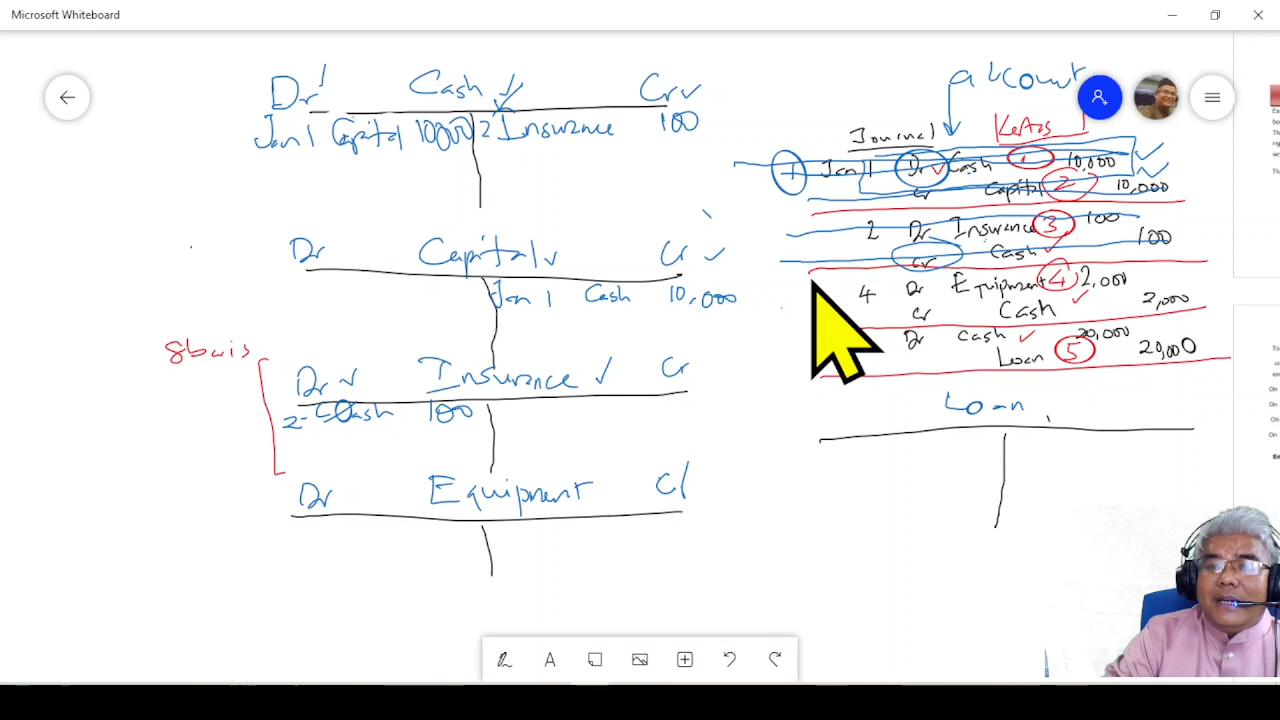 Microsoft Whiteboard
Dr Cash Cr
Jan 1 Capital 10000 2 Insurance 100
Dr Capital Cr
Jan 1 Cash 10,000
8 baris
Dr Insurance Cr
2 Cash 100
Dr Equipment Cr
account
Journal Kertas
1 Jan 1 Dr Cash 1 10,000
Cr Capital 2 10,000
2 Dr Insurance 3 100
Cr Cash 100
4 Dr Equipment 4 2,000
Cr Cash 2,000
Dr Cash 20,000
Loan 5 20,000
Loan